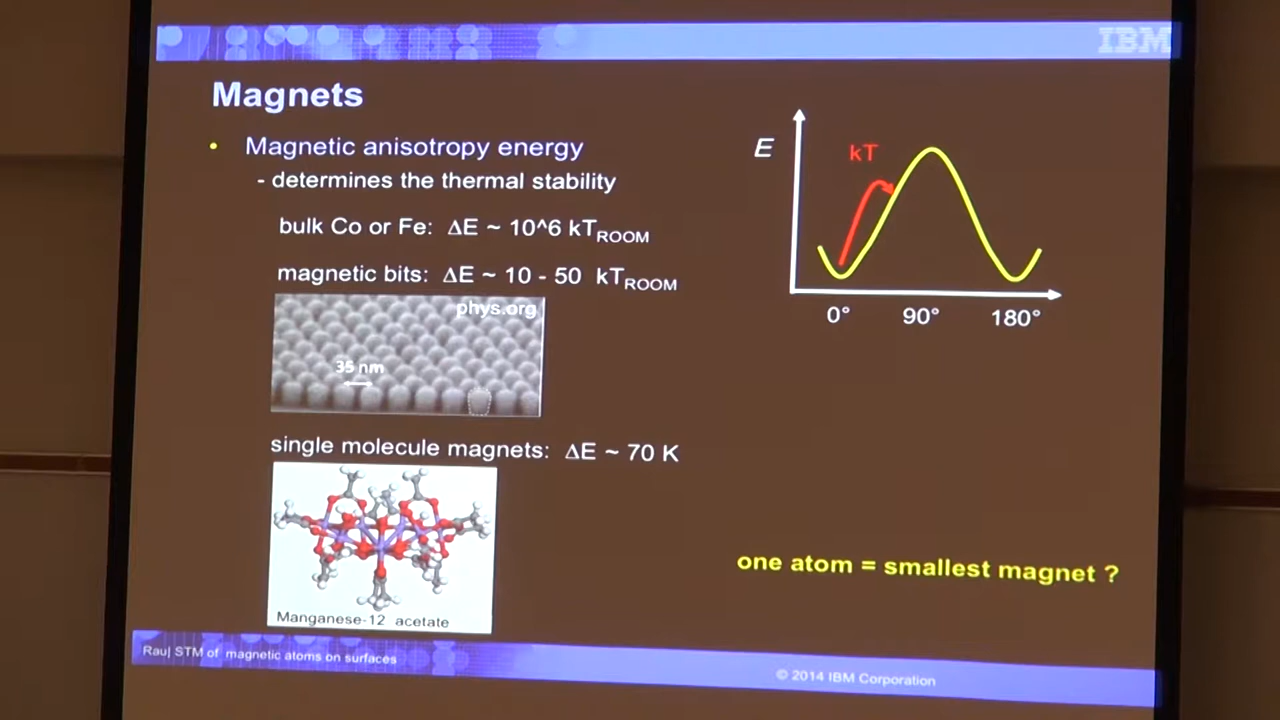 IBM
Magnets
• Magnetic anisotropy energy
- determines the thermal stability
bulk Co or Fe: ΔE ~ 10^6 kTROOM
magnetic bits: ΔE ~ 10 - 50 kTROOM
phys.org
35 nm
single molecule magnets: ΔE ~ 70 K
Manganese-12 acetate
E
kT
0° 90° 180°
one atom = smallest magnet ?
Rau| STM of magnetic atoms on surfaces
© 2014 IBM Corporation